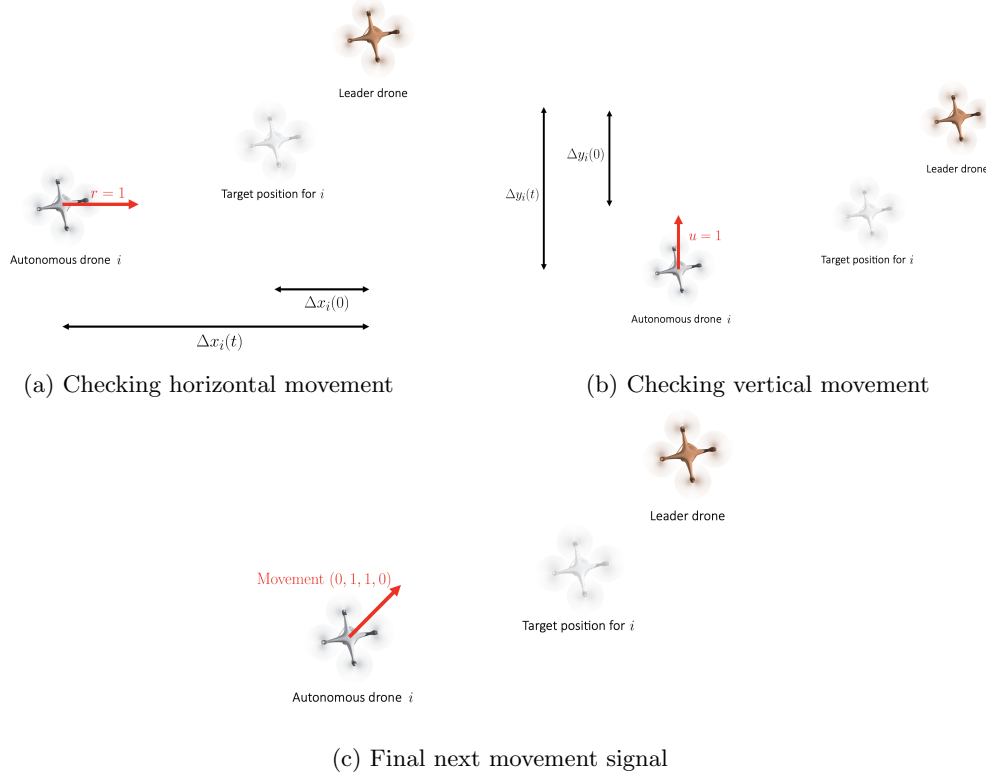 Leader drone
r = 1
Target position for i
Autonomous drone i
Δx_i(0)
Δx_i(t)
(a) Checking horizontal movement
Δy_i(0)
Δy_i(t)
Leader drone
u = 1
Target position for i
Autonomous drone i
(b) Checking vertical movement
Leader drone
Movement (0, 1, 1, 0)
Target position for i
Autonomous drone i
(c) Final next movement signal